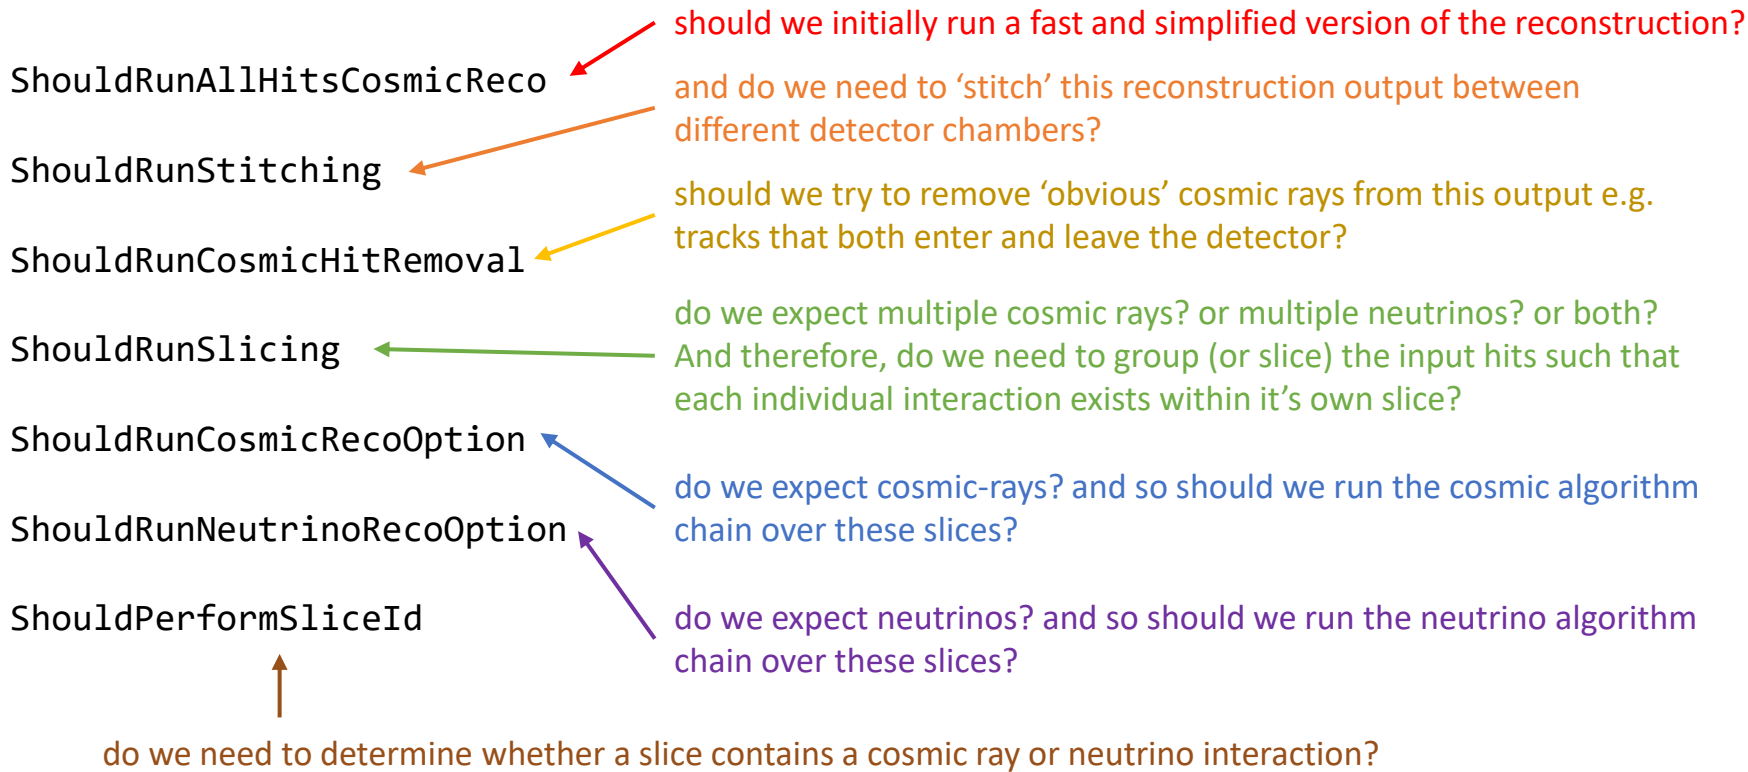 should we initially run a fast and simplified version of the reconstruction?
ShouldRunAllHitsCosmicReco
and do we need to ‘stitch’ this reconstruction output between
different detector chambers?
ShouldRunStitching
should we try to remove ‘obvious’ cosmic rays from this output e.g.
tracks that both enter and leave the detector?
ShouldRunCosmicHitRemoval
do we expect multiple cosmic rays? or multiple neutrinos? or both?
And therefore, do we need to group (or slice) the input hits such that
each individual interaction exists within it’s own slice?
ShouldRunSlicing
ShouldRunCosmicRecoOption
do we expect cosmic-rays? and so should we run the cosmic algorithm
chain over these slices?
ShouldRunNeutrinoRecoOption
do we expect neutrinos? and so should we run the neutrino algorithm
chain over these slices?
ShouldPerformSliceId
do we need to determine whether a slice contains a cosmic ray or neutrino interaction?